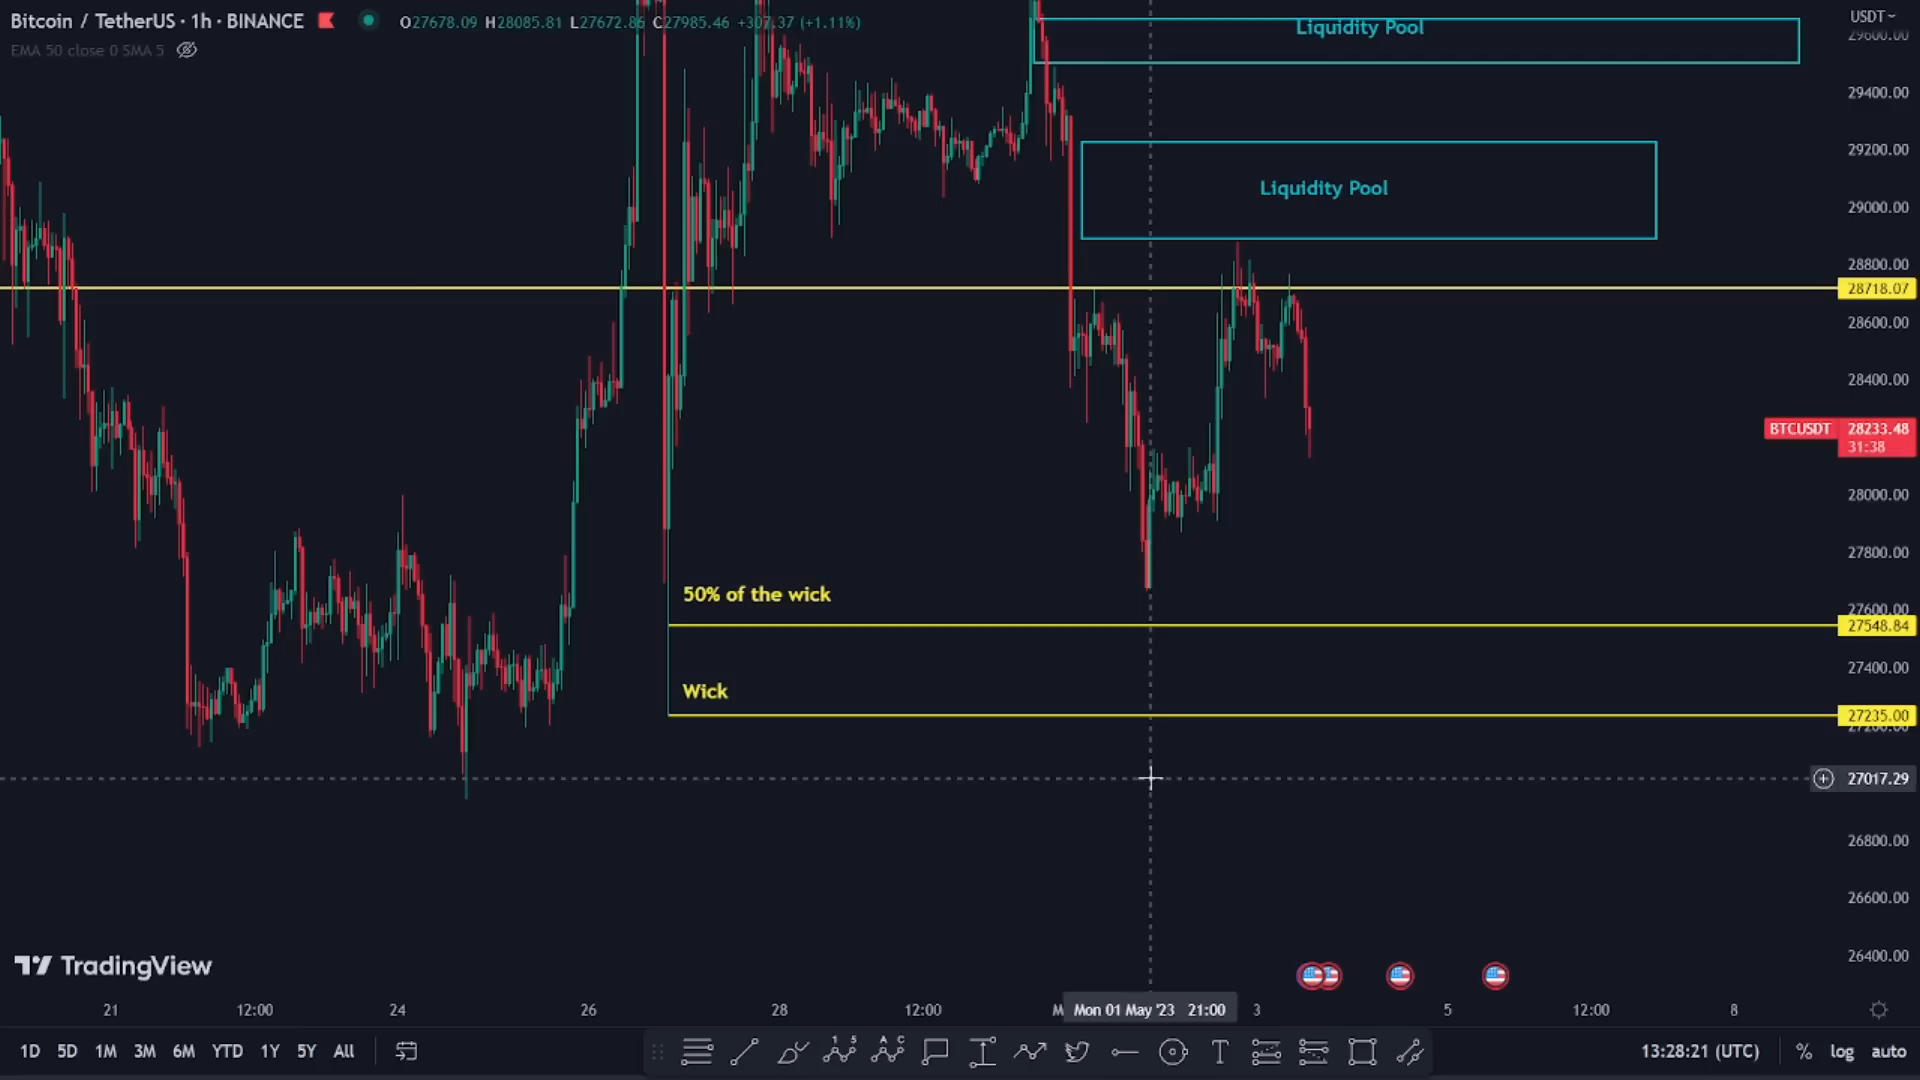 Bitcoin / TetherUS · 1h · BINANCE O27678.09 H28085.81 L27672.86 C27985.46 +307.37 (+1.11%)
EMA 50 close 0 SMA 5
USDT
29600.00
Liquidity Pool
29400.00
29200.00
Liquidity Pool
29000.00
28800.00
28718.07
28600.00
28400.00
BTCUSDT 28233.48
31:38
28000.00
27800.00
50% of the wick
27600.00
27548.84
27400.00
Wick
27235.00
27200.00
27017.29
26800.00
26600.00
26400.00
TradingView
21 12:00 24 26 28 12:00 M Mon 01 May '23 21:00 3 5 12:00 8
1D 5D 1M 3M 6M YTD 1Y 5Y All 13:28:21 (UTC) % log auto